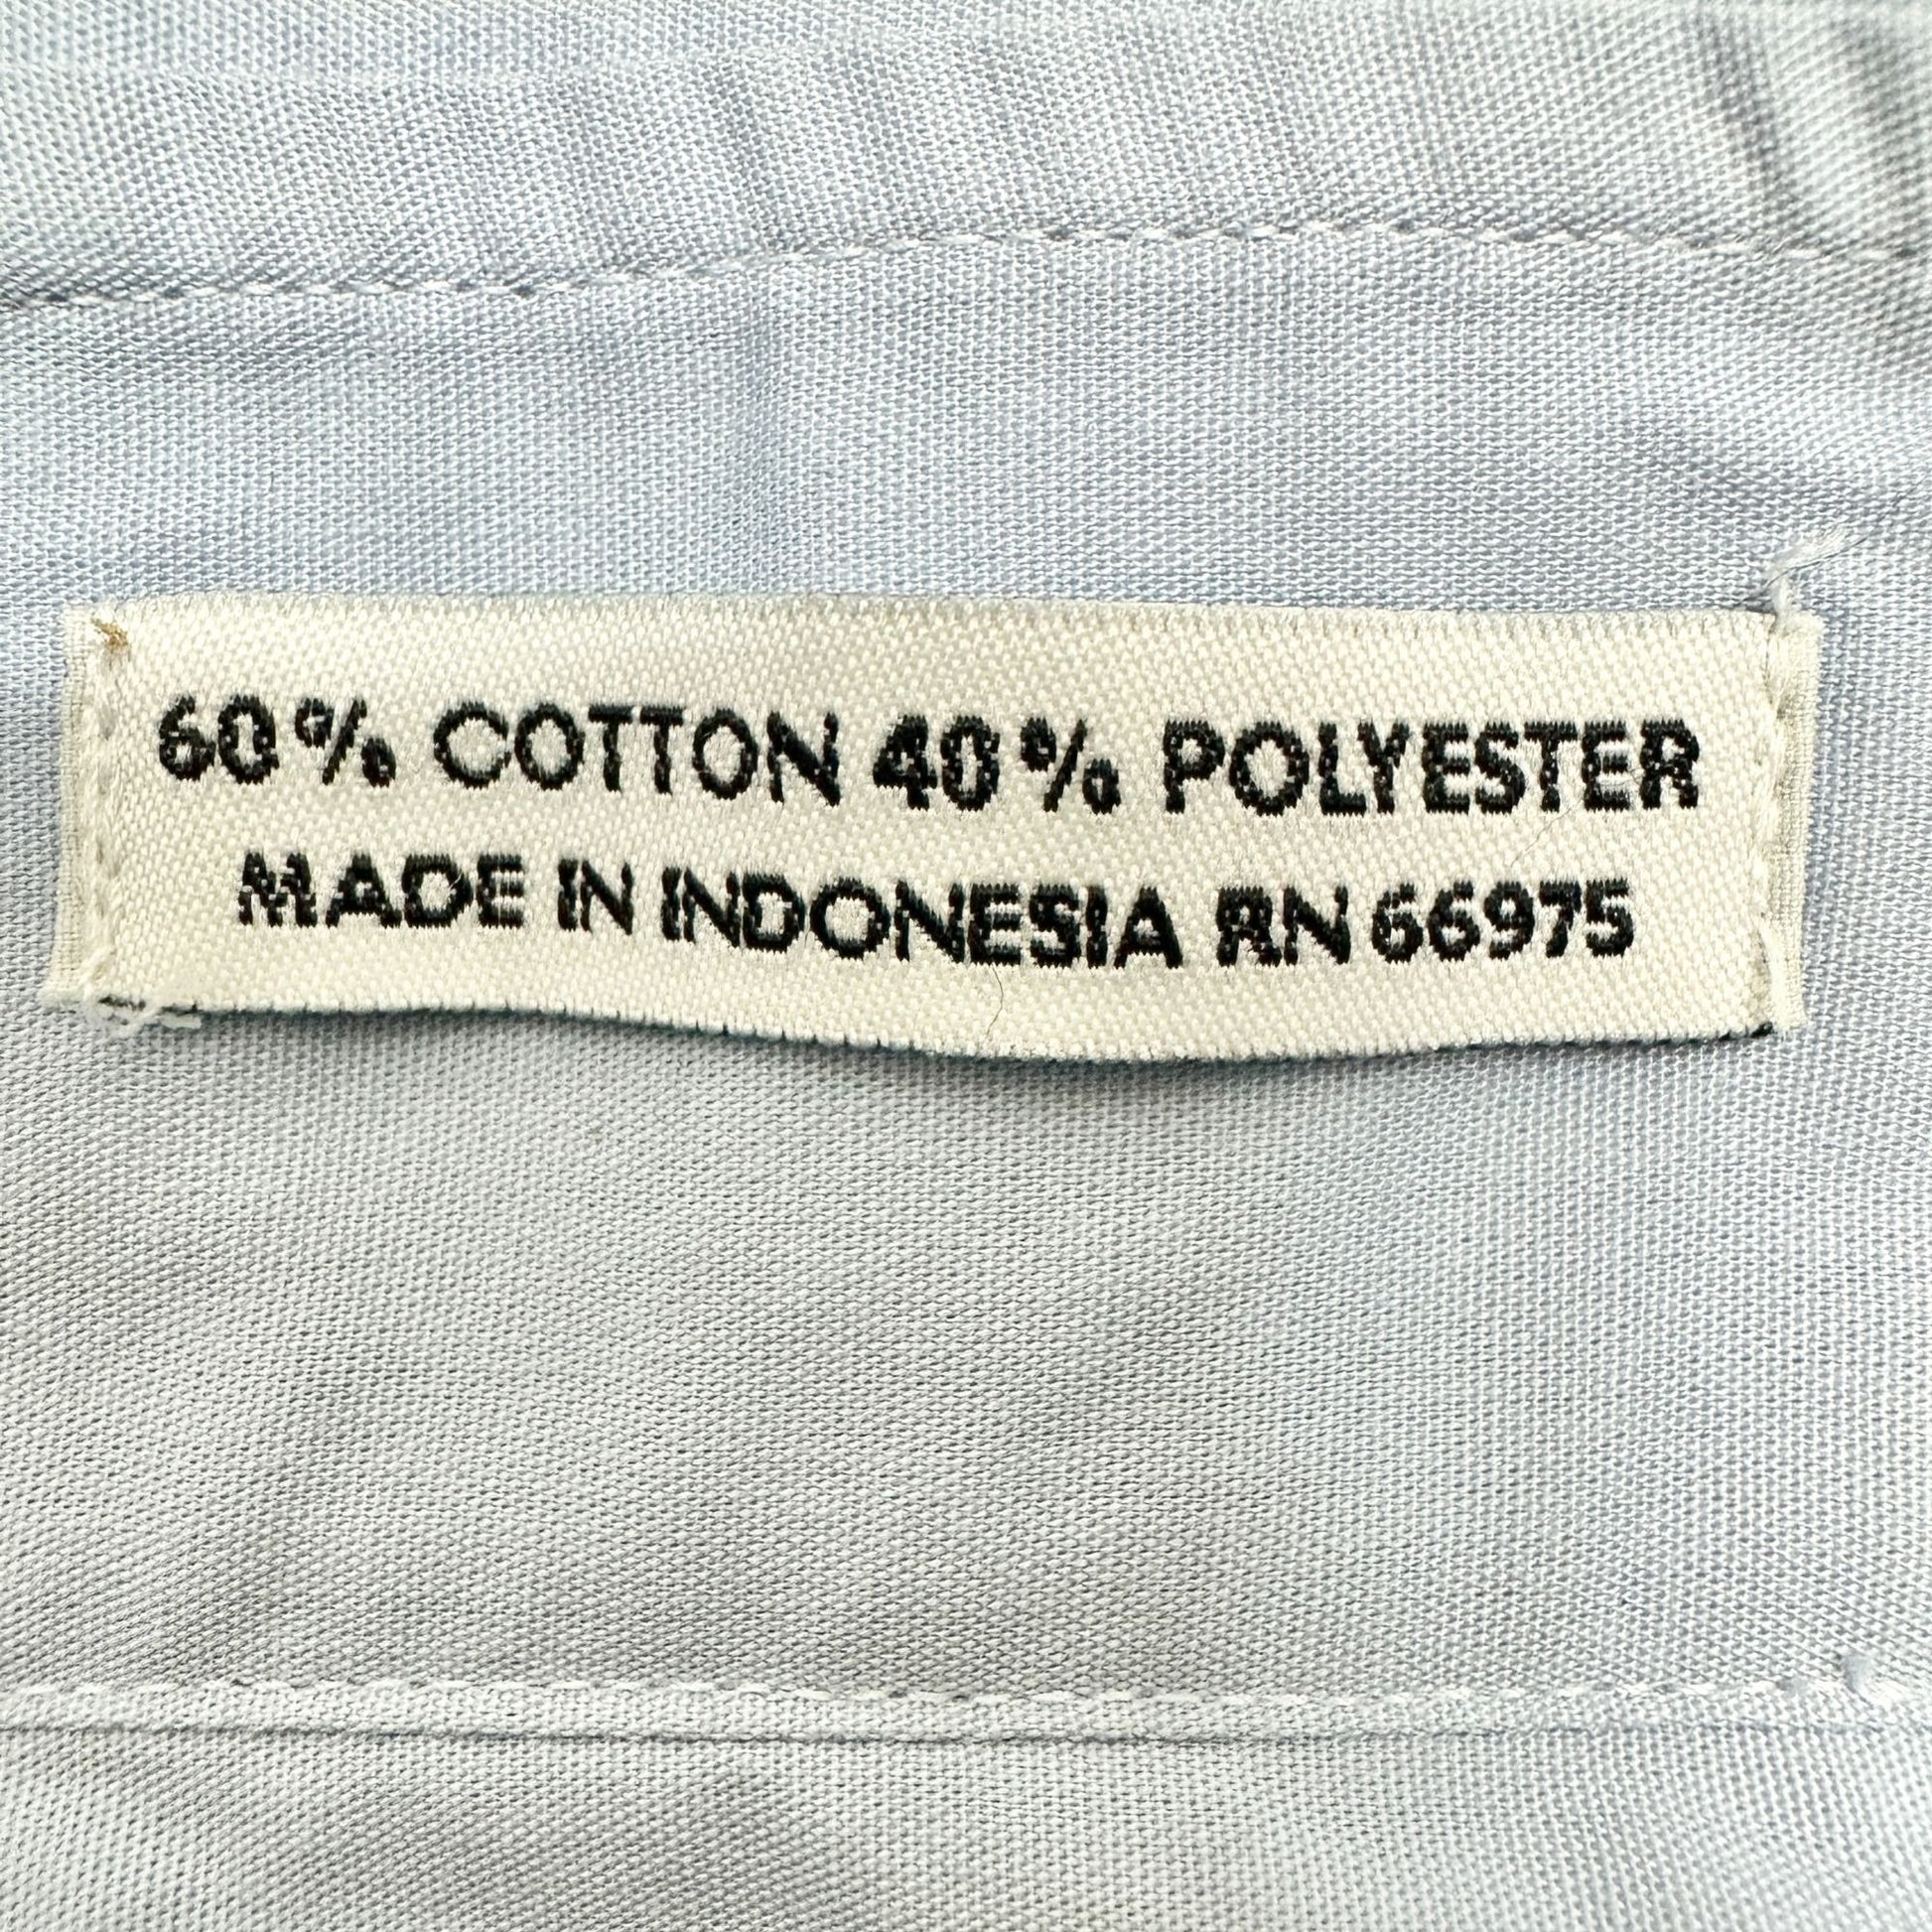 60% COTTON 40% POLYESTER
MADE IN INDONESIA RN 66975